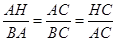 AH/BA = AC/BC = HC/AC